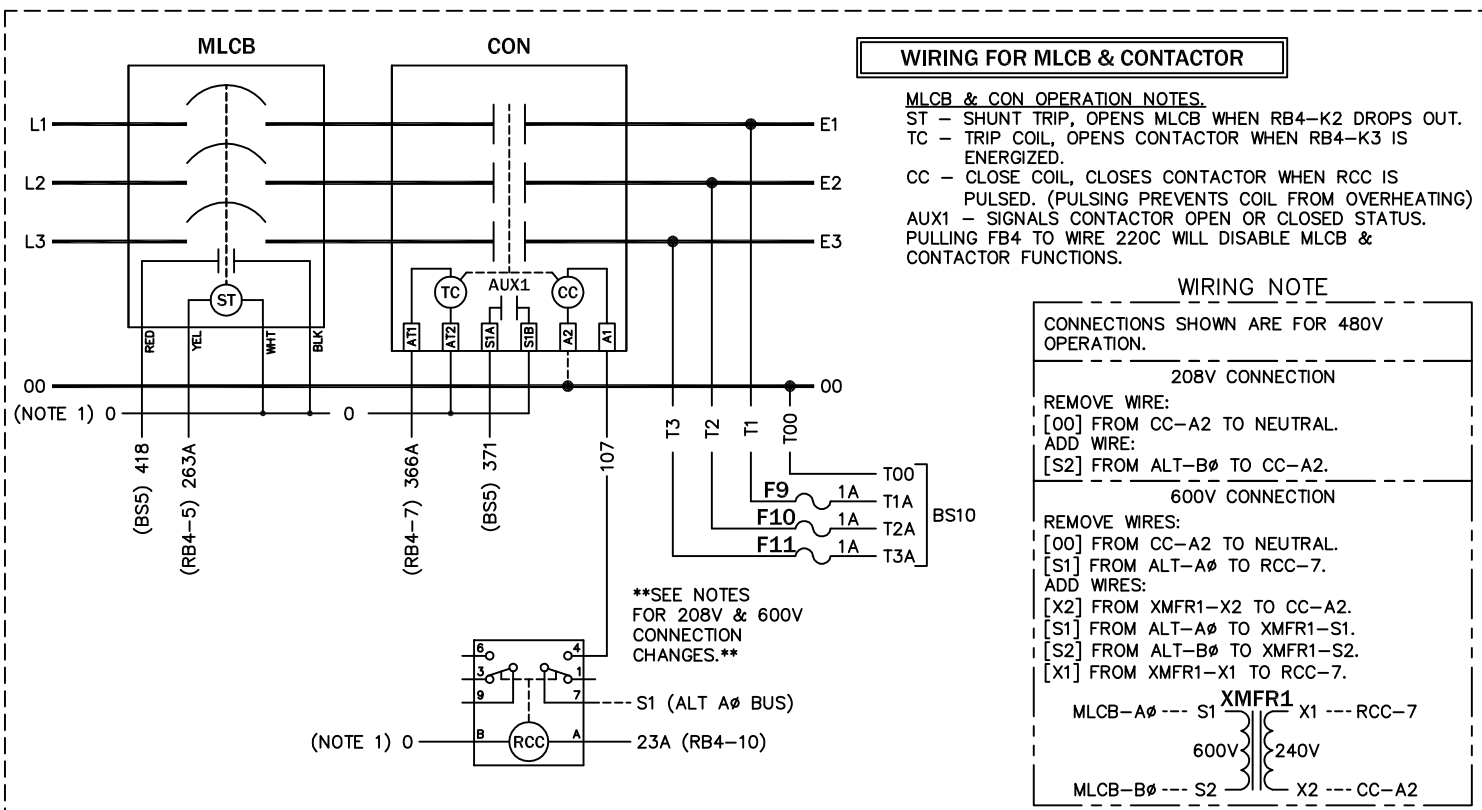 MLCB
CON
WIRING FOR MLCB & CONTACTOR
MLCB & CON OPERATION NOTES.
ST – SHUNT TRIP, OPENS MLCB WHEN RB4–K2 DROPS OUT.
TC – TRIP COIL, OPENS CONTACTOR WHEN RB4–K3 IS
ENERGIZED.
CC – CLOSE COIL, CLOSES CONTACTOR WHEN RCC IS
PULSED. (PULSING PREVENTS COIL FROM OVERHEATING)
AUX1 – SIGNALS CONTACTOR OPEN OR CLOSED STATUS.
PULLING FB4 TO WIRE 220C WILL DISABLE MLCB &
CONTACTOR FUNCTIONS.
L1
E1
L2
E2
L3
E3
ST
TC
AUX1
CC
RED
YEL
WHT
BLK
AT1
AT2
S1A
S1B
A2
A1
00
00
(NOTE 1) 0
0
(BS5) 418
(RB4–5) 263A
(RB4–7) 366A
(BS5) 371
107
T3
T2
T1
T00
T00
F9 1A T1A
F10 1A T2A
F11 1A T3A
BS10
**SEE NOTES
FOR 208V & 600V
CONNECTION
CHANGES.**
6
4
3
1
9
7
S1 (ALT AØ BUS)
(NOTE 1) 0
B
RCC
A
23A (RB4–10)
WIRING NOTE
CONNECTIONS SHOWN ARE FOR 480V
OPERATION.
208V CONNECTION
REMOVE WIRE:
[00] FROM CC–A2 TO NEUTRAL.
ADD WIRE:
[S2] FROM ALT–BØ TO CC–A2.
600V CONNECTION
REMOVE WIRES:
[00] FROM CC–A2 TO NEUTRAL.
[S1] FROM ALT–AØ TO RCC–7.
ADD WIRES:
[X2] FROM XMFR1–X2 TO CC–A2.
[S1] FROM ALT–AØ TO XMFR1–S1.
[S2] FROM ALT–BØ TO XMFR1–S2.
[X1] FROM XMFR1–X1 TO RCC–7.
XMFR1
MLCB–AØ --- S1
X1 --- RCC–7
600V
240V
MLCB–BØ --- S2
X2 --- CC–A2